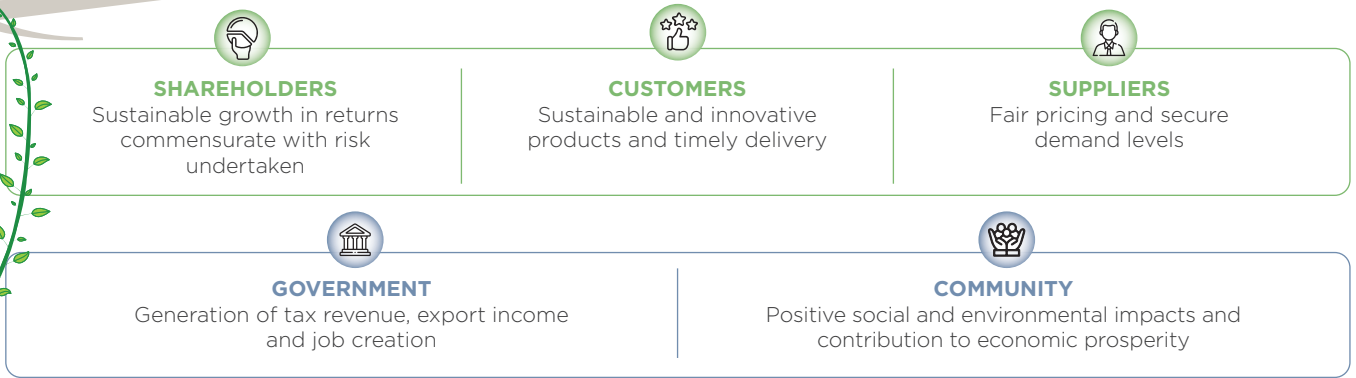 SHAREHOLDERS
Sustainable growth in returns
commensurate with risk
undertaken
CUSTOMERS
Sustainable and innovative
products and timely delivery
SUPPLIERS
Fair pricing and secure
demand levels
GOVERNMENT
Generation of tax revenue, export income
and job creation
COMMUNITY
Positive social and environmental impacts and
contribution to economic prosperity